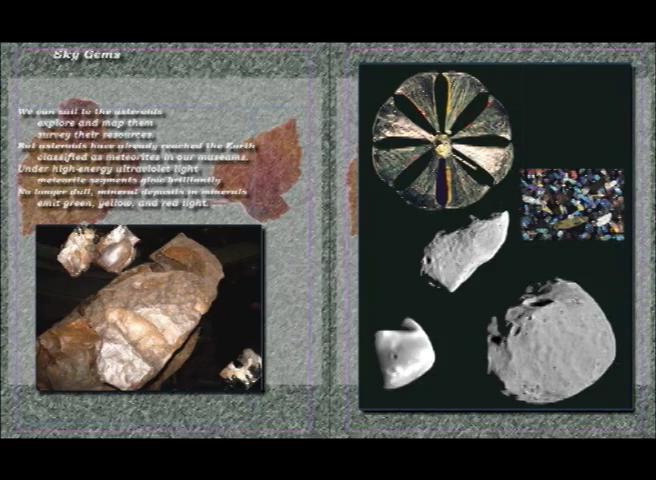 Sky Gems
We can sail to the asteroids
explore and map them
survey their resources.
But asteroids have already reached the Earth
classified as meteorites in our museums.
Under high-energy ultraviolet light
meteorite segments glow brilliantly
No longer dull, mineral deposits in minerals
emit green, yellow, and red light.